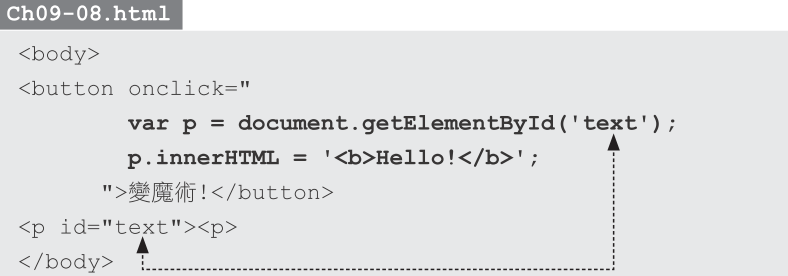 Ch09-08.html
<body>
<button onclick="
var p = document.getElementById('text');
p.innerHTML = '<b>Hello!</b>';
">變魔術!</button>
<p id="text"><p>
</body>